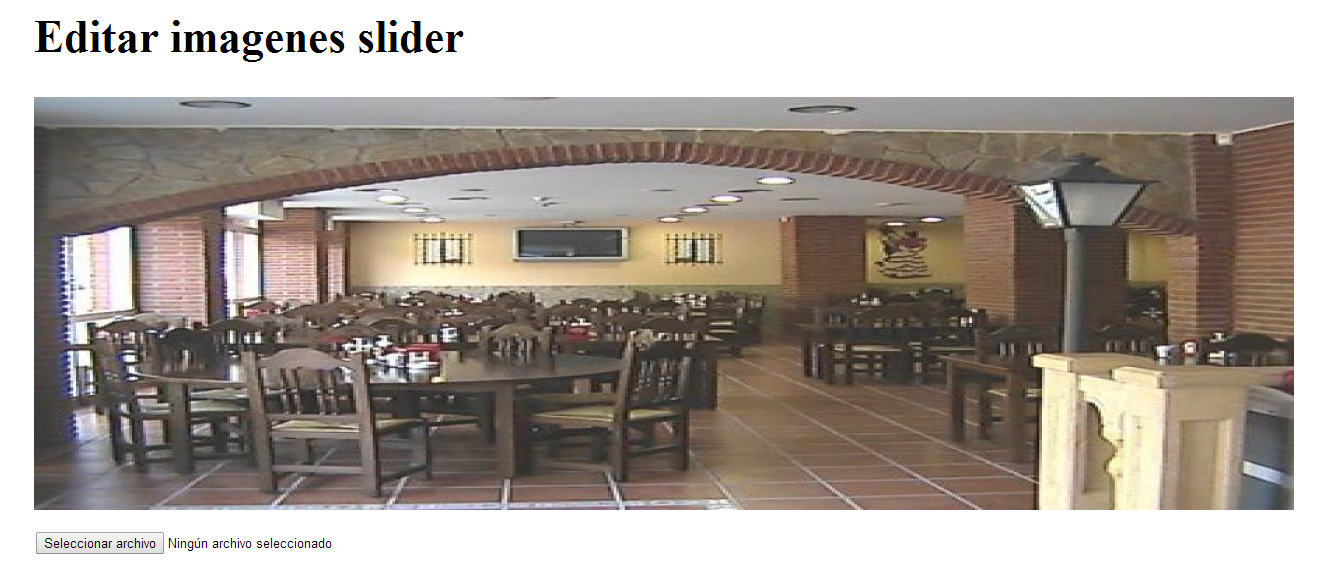 Editar imagenes slider
Seleccionar archivo Ningún archivo seleccionado